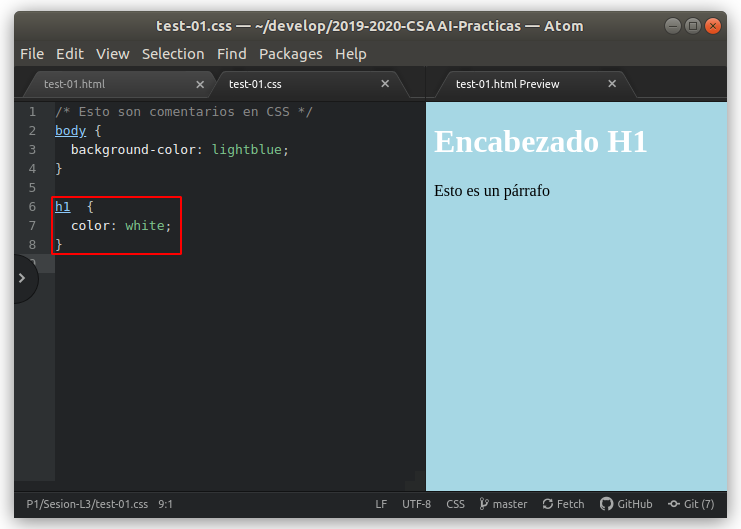 test-01.css — ~/develop/2019-2020-CSAAI-Practicas — Atom
File Edit View Selection Find Packages Help
test-01.html
test-01.css
test-01.html Preview
1 /* Esto son comentarios en CSS */
2 body {
3 background-color: lightblue;
4 }
5
6 h1 {
7 color: white;
8 }
9
Encabezado H1
Esto es un párrafo
P1/Sesion-L3/test-01.css 9:1
LF UTF-8 CSS master Fetch GitHub Git (7)